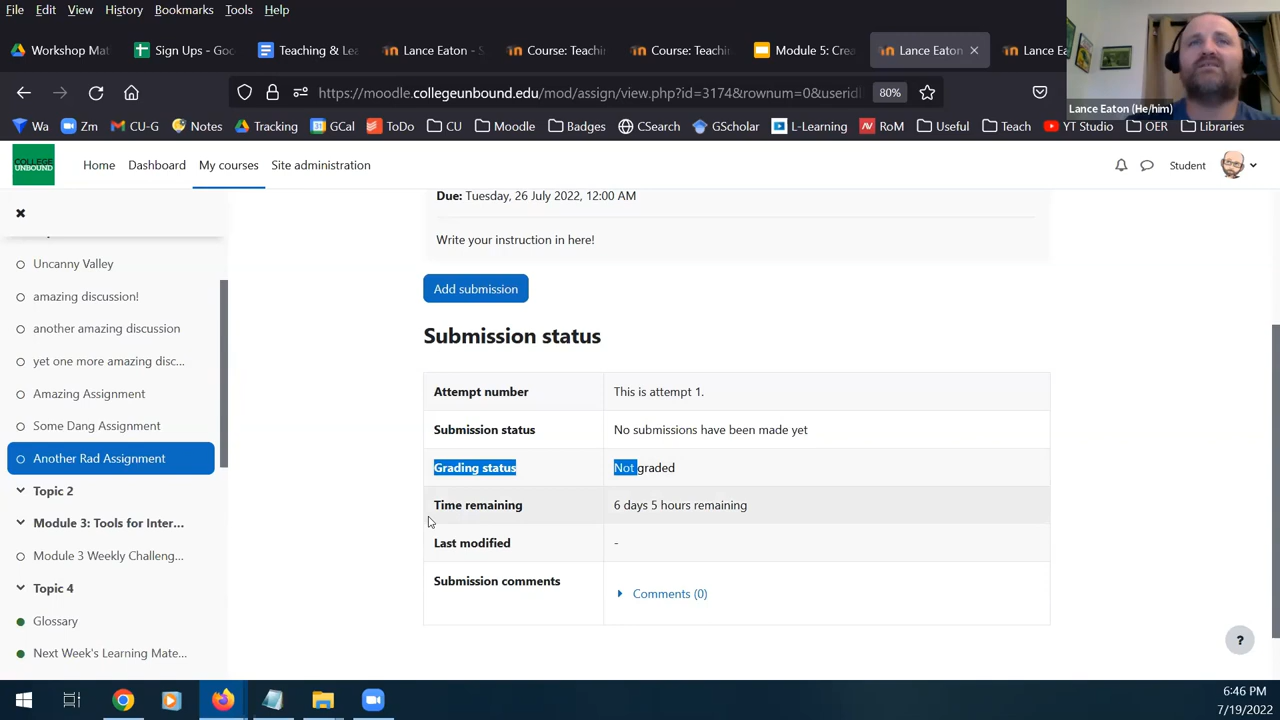 File Edit View History Bookmarks Tools Help
Workshop Mat
Sign Ups - Goo
Teaching & Lea
Lance Eaton - S
Course: Teachi
Course: Teachi
Module 5: Crea
Lance Eaton
Lance Ea
https://moodle.collegeunbound.edu/mod/assign/view.php?id=3174&rownum=0&userid
80%
Lance Eaton (He/him)
Wa Zm CU-G Notes Tracking GCal ToDo CU Moodle Badges CSearch GScholar L-Learning RoM Useful Teach YT Studio OER Libraries
COLLEGE
UNBOUND
Home Dashboard My courses Site administration
Student
Due: Tuesday, 26 July 2022, 12:00 AM
Write your instruction in here!
Add submission
Uncanny Valley
amazing discussion!
another amazing discussion
yet one more amazing disc...
Amazing Assignment
Some Dang Assignment
Another Rad Assignment
Topic 2
Module 3: Tools for Inter...
Module 3 Weekly Challeng...
Topic 4
Glossary
Next Week's Learning Mate...
Submission status
Attempt number This is attempt 1.
Submission status No submissions have been made yet
Grading status Not graded
Time remaining 6 days 5 hours remaining
Last modified -
Submission comments Comments (0)
?
6:46 PM
7/19/2022